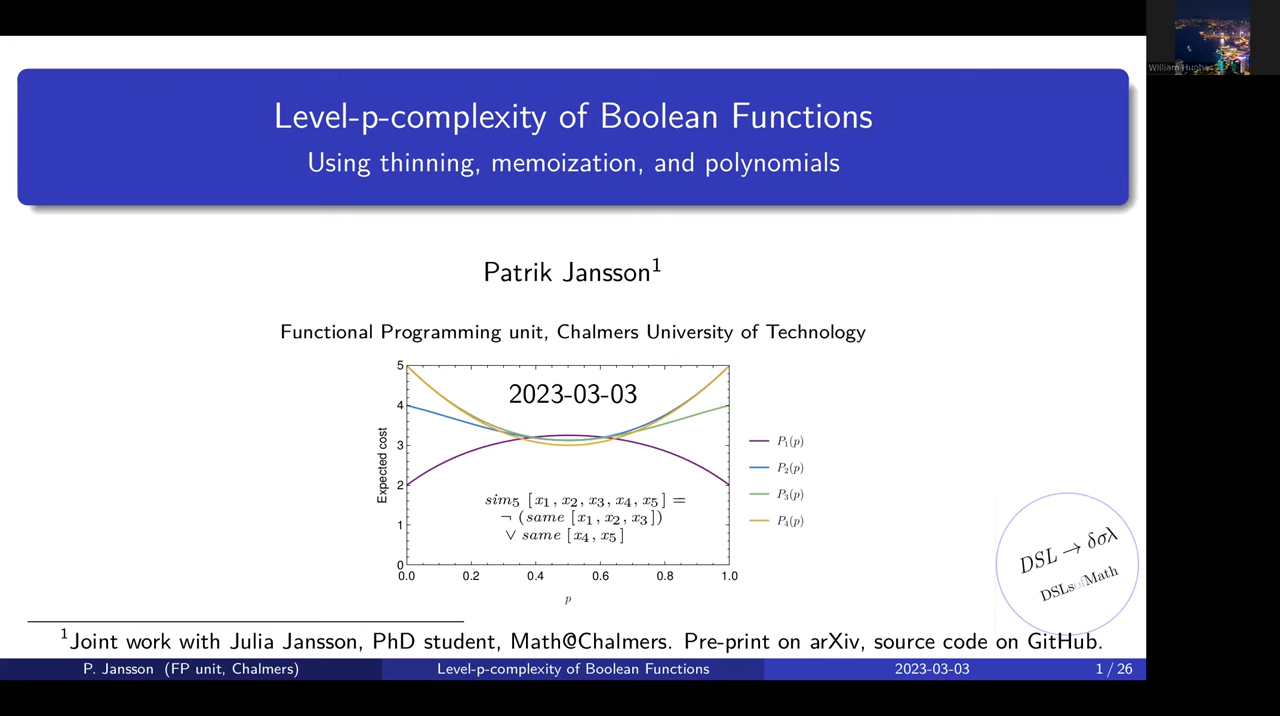 William Hughes
Level-p-complexity of Boolean Functions
Using thinning, memoization, and polynomials
Patrik Jansson¹
Functional Programming unit, Chalmers University of Technology
2023-03-03
5
4
3
2
1
0
Expected cost
sim₅ [x₁, x₂, x₃, x₄, x₅] =
¬ (same [x₁, x₂, x₃])
∨ same [x₄, x₅]
0.0 0.2 0.4 0.6 0.8 1.0
p
P₁(p)
P₂(p)
P₃(p)
P₄(p)
DSL → δσλ
DSLsofMath
¹Joint work with Julia Jansson, PhD student, Math@Chalmers. Pre-print on arXiv, source code on GitHub.
P. Jansson (FP unit, Chalmers) Level-p-complexity of Boolean Functions 2023-03-03 1 / 26